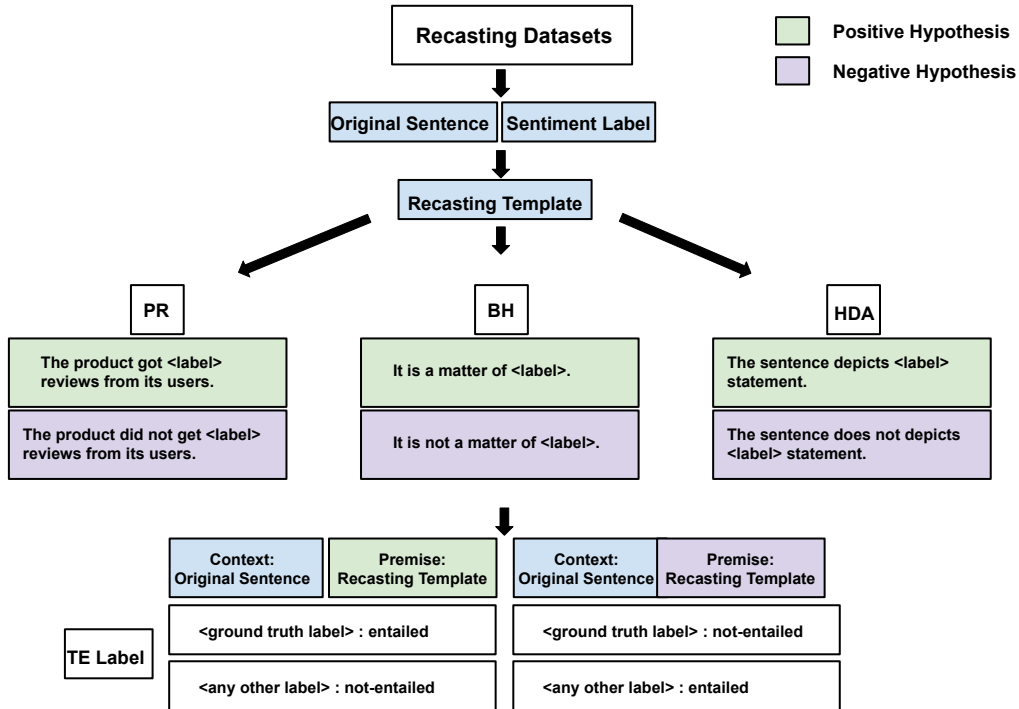 Recasting Datasets
Positive Hypothesis
Negative Hypothesis
Original Sentence
Sentiment Label
Recasting Template
PR
BH
HDA
The product got <label>
reviews from its users.
It is a matter of <label>.
The sentence depicts <label>
statement.
The product did not get <label>
reviews from its users.
It is not a matter of <label>.
The sentence does not depicts
<label> statement.
Context:
Original Sentence
Premise:
Recasting Template
Context:
Original Sentence
Premise:
Recasting Template
TE Label
<ground truth label> : entailed
<ground truth label> : not-entailed
<any other label> : not-entailed
<any other label> : entailed